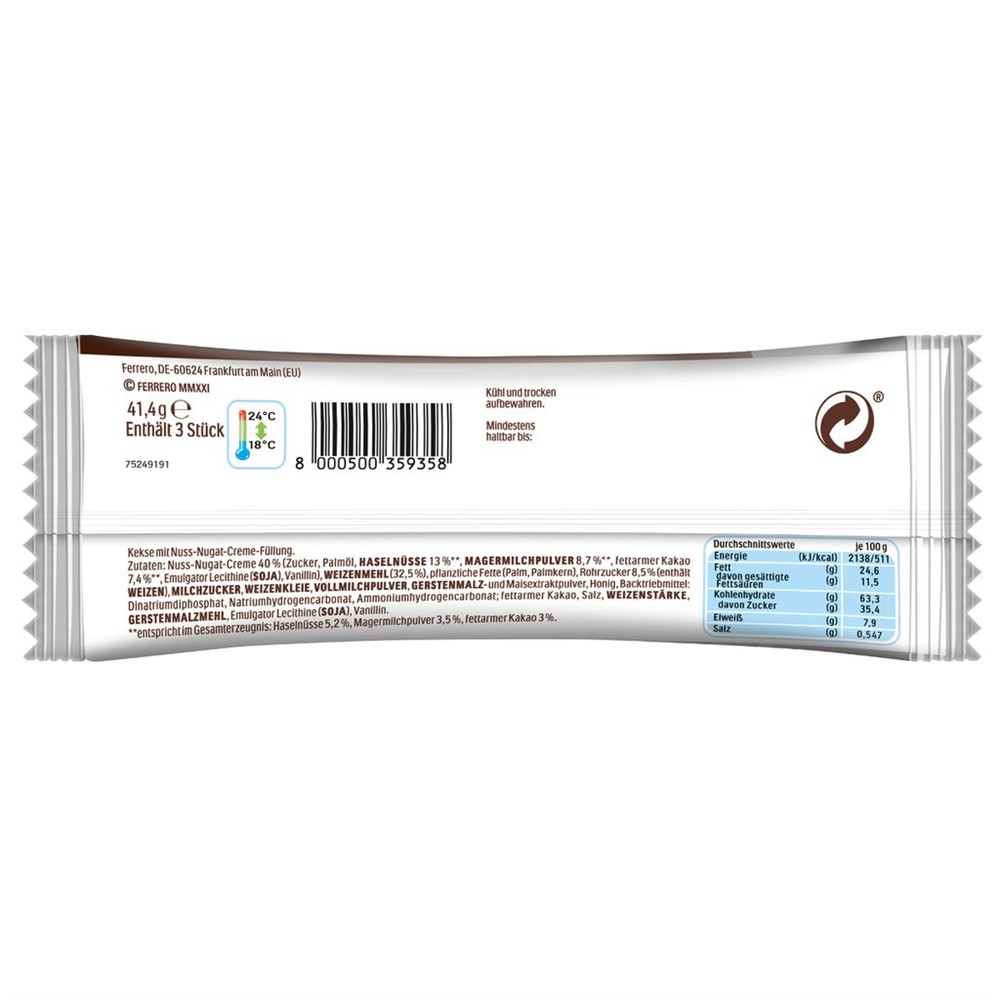 Ferrero, DE-60624 Frankfurt am Main (EU)
© FERRERO MMXXI
41,4g ℮
Enthält 3 Stück
75249191
24°C
18°C
8 000500 359358
Kühl und trocken
aufbewahren.
Mindestens
haltbar bis:
®
Kekse mit Nuss-Nugat-Creme-Füllung.
Zutaten: Nuss-Nugat-Creme 40 % (Zucker, Palmöl, HASELNÜSSE 13 %**, MAGERMILCHPULVER 8,7 %**, fettarmer Kakao
7,4 %**, Emulgator Lecithine (SOJA), Vanillin), WEIZENMEHL (32,5 %), pflanzliche Fette (Palm, Palmkern), Rohrzucker 8,5 % (enthält
WEIZEN), MILCHZUCKER, WEIZENKLEIE, VOLLMILCHPULVER, GERSTENMALZ- und Maisextraktpulver, Honig, Backtriebmittel:
Dinatriumdiphosphat, Natriumhydrogencarbonat, Ammoniumhydrogencarbonat; fettarmer Kakao, Salz, WEIZENSTÄRKE,
GERSTENMALZMEHL, Emulgator Lecithine (SOJA), Vanillin.
**entspricht im Gesamterzeugnis: Haselnüsse 5,2 %, Magermilchpulver 3,5 %, fettarmer Kakao 3 %.
Durchschnittswerte je 100 g
Energie (kJ/kcal) 2138/511
Fett (g) 24,6
davon gesättigte
Fettsäuren (g) 11,5
Kohlenhydrate (g) 63,3
davon Zucker (g) 35,4
Eiweiß (g) 7,9
Salz (g) 0,547